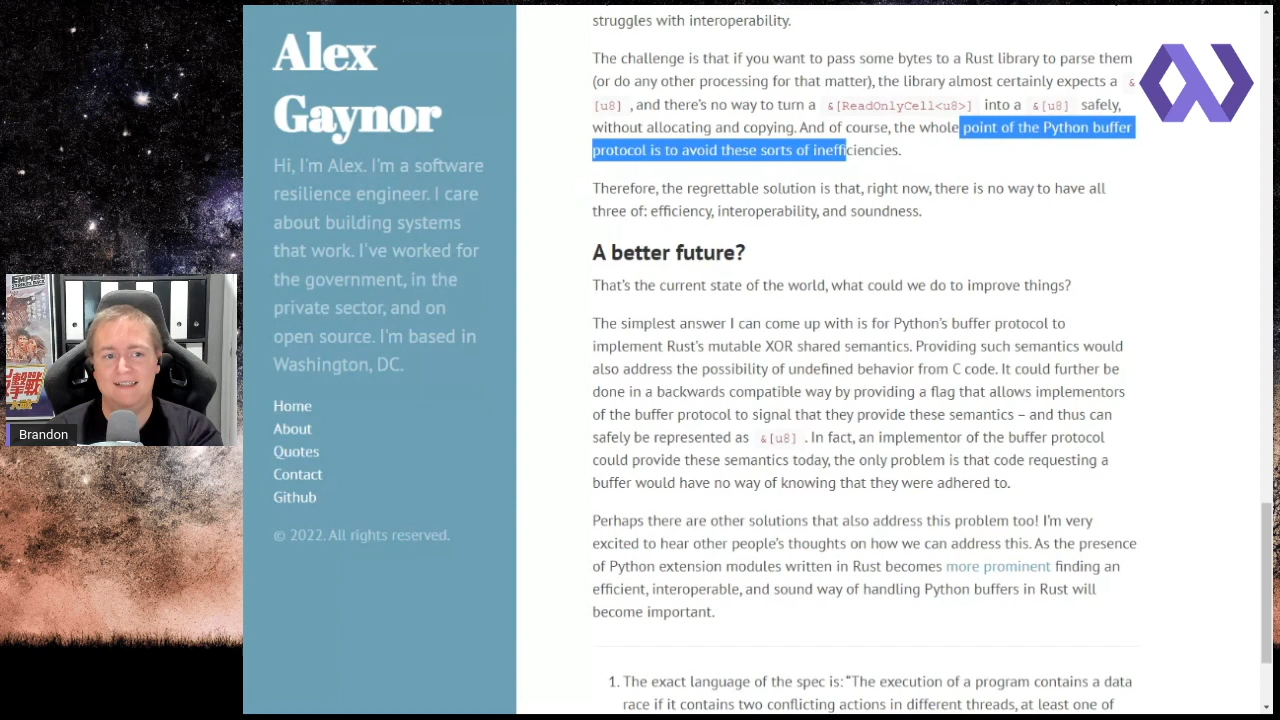 Alex
Gaynor
Hi, I'm Alex. I'm a software
resilience engineer. I care
about building systems
that work. I've worked for
the government, in the
private sector, and on
open source. I'm based in
Washington, DC.
Home
About
Quotes
Contact
Github
© 2022. All rights reserved.
struggles with interoperability.
The challenge is that if you want to pass some bytes to a Rust library to parse them
(or do any other processing for that matter), the library almost certainly expects a &
[u8] , and there's no way to turn a &[ReadOnlyCell<u8>] into a &[u8] safely,
without allocating and copying. And of course, the whole point of the Python buffer
protocol is to avoid these sorts of inefficiencies.
Therefore, the regrettable solution is that, right now, there is no way to have all
three of: efficiency, interoperability, and soundness.
A better future?
That's the current state of the world, what could we do to improve things?
The simplest answer I can come up with is for Python's buffer protocol to
implement Rust's mutable XOR shared semantics. Providing such semantics would
also address the possibility of undefined behavior from C code. It could further be
done in a backwards compatible way by providing a flag that allows implementors
of the buffer protocol to signal that they provide these semantics – and thus can
safely be represented as &[u8] . In fact, an implementor of the buffer protocol
could provide these semantics today, the only problem is that code requesting a
buffer would have no way of knowing that they were adhered to.
Perhaps there are other solutions that also address this problem too! I'm very
excited to hear other people's thoughts on how we can address this. As the presence
of Python extension modules written in Rust becomes more prominent finding an
efficient, interoperable, and sound way of handling Python buffers in Rust will
become important.
1. The exact language of the spec is: “The execution of a program contains a data
race if it contains two conflicting actions in different threads, at least one of
Brandon